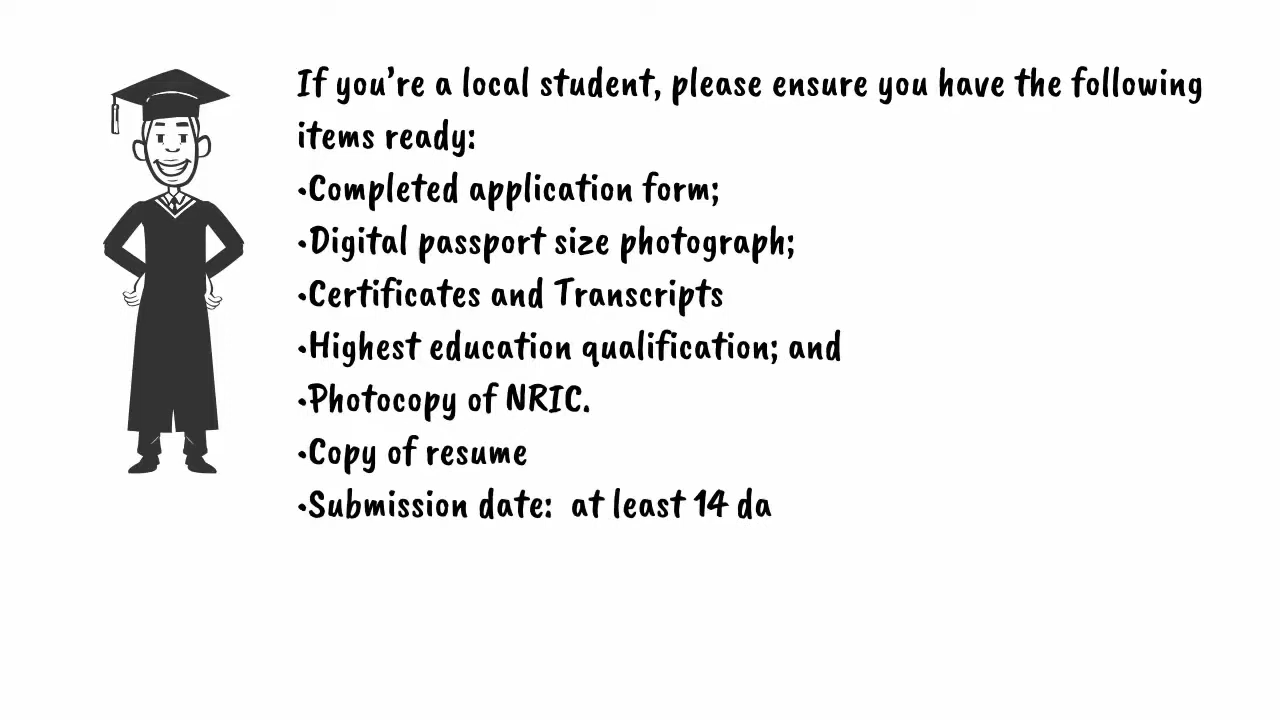 If you’re a local student, please ensure you have the following
items ready:
•Completed application form;
•Digital passport size photograph;
•Certificates and Transcripts
•Highest education qualification; and
•Photocopy of NRIC.
•Copy of resume
•Submission date:  at least 14 da